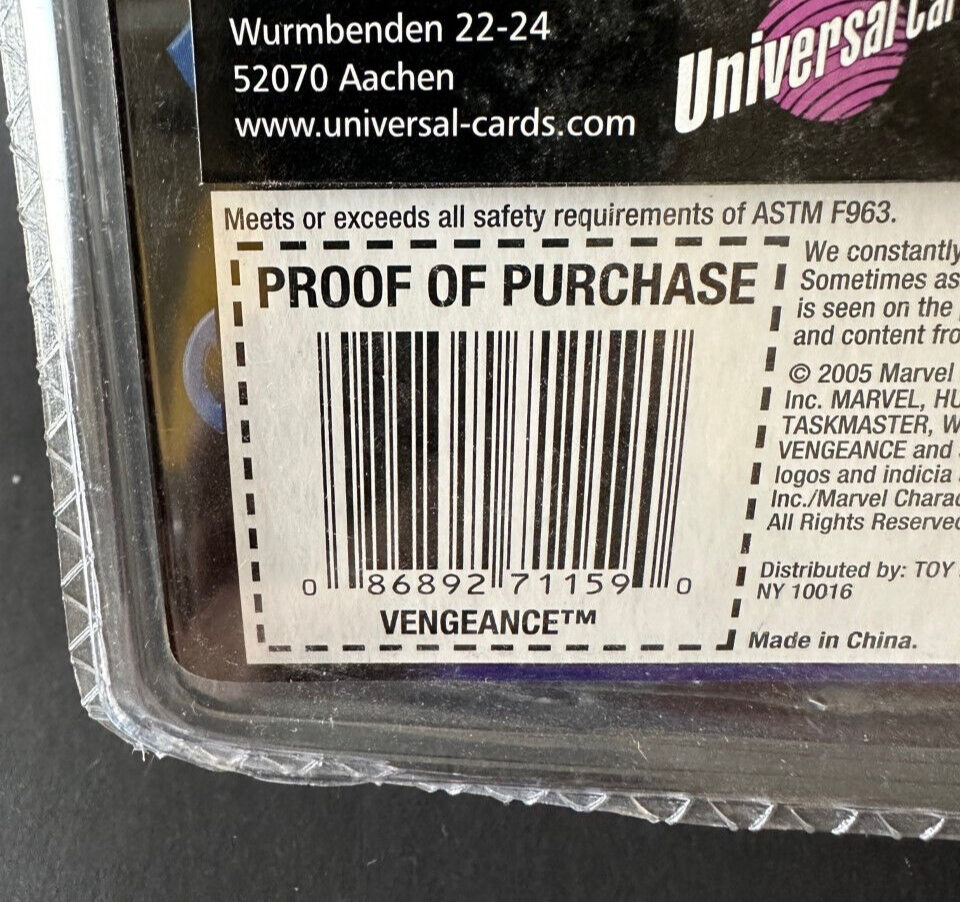 Wurmbenden 22-24
52070 Aachen
www.universal-cards.com
Universal
Meets or exceeds all safety requirements of ASTM F963.
PROOF OF PURCHASE
0 86892 71159 0
VENGEANCE™
We constantly
Sometimes as
is seen on the
and content fro
© 2005 Marvel
Inc. MARVEL, HU
TASKMASTER, W
VENGEANCE and
logos and indicia
Inc./Marvel Charac
All Rights Reserved
Distributed by: TOY
NY 10016
Made in China.